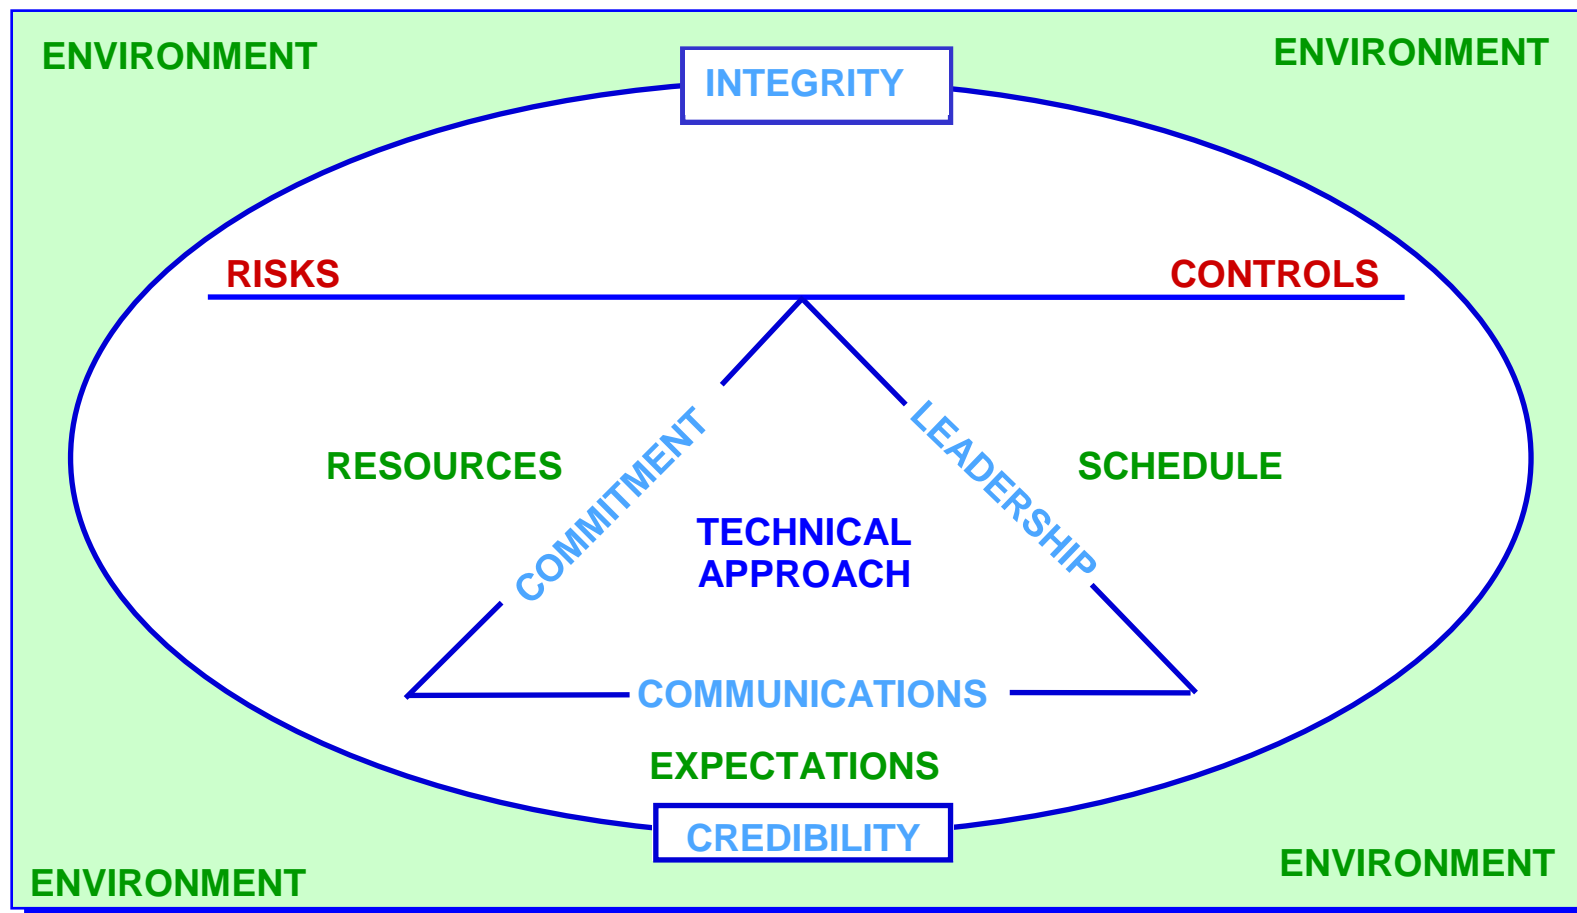 ENVIRONMENT
ENVIRONMENT
INTEGRITY
RISKS
CONTROLS
COMMITMENT
LEADERSHIP
RESOURCES
SCHEDULE
TECHNICAL
APPROACH
COMMUNICATIONS
EXPECTATIONS
CREDIBILITY
ENVIRONMENT
ENVIRONMENT